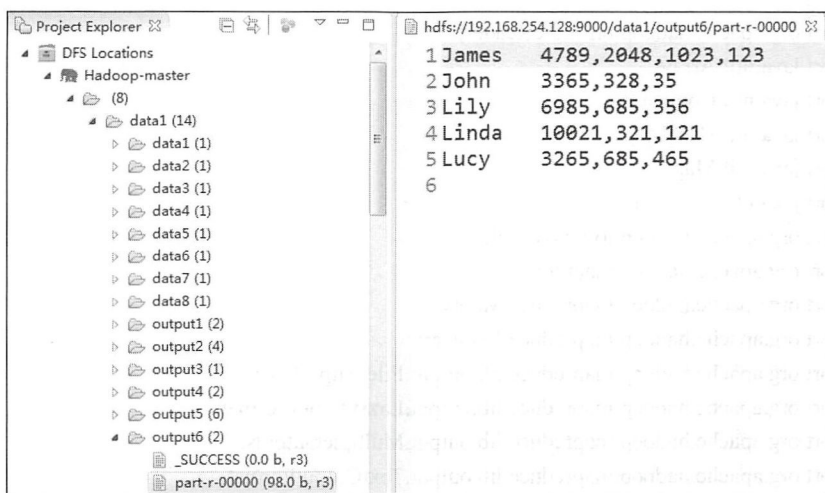 Project Explorer
DFS Locations
Hadoop-master
(8)
data1 (14)
data1 (1)
data2 (1)
data3 (1)
data4 (1)
data5 (1)
data6 (1)
data7 (1)
data8 (1)
output1 (2)
output2 (4)
output3 (1)
output4 (2)
output5 (6)
output6 (2)
_SUCCESS (0.0 b, r3)
part-r-00000 (98.0 b, r3)
hdfs://192.168.254.128:9000/data1/output6/part-r-00000
1 James 4789,2048,1023,123
2 John 3365,328,35
3 Lily 6985,685,356
4 Linda 10021,321,121
5 Lucy 3265,685,465
6